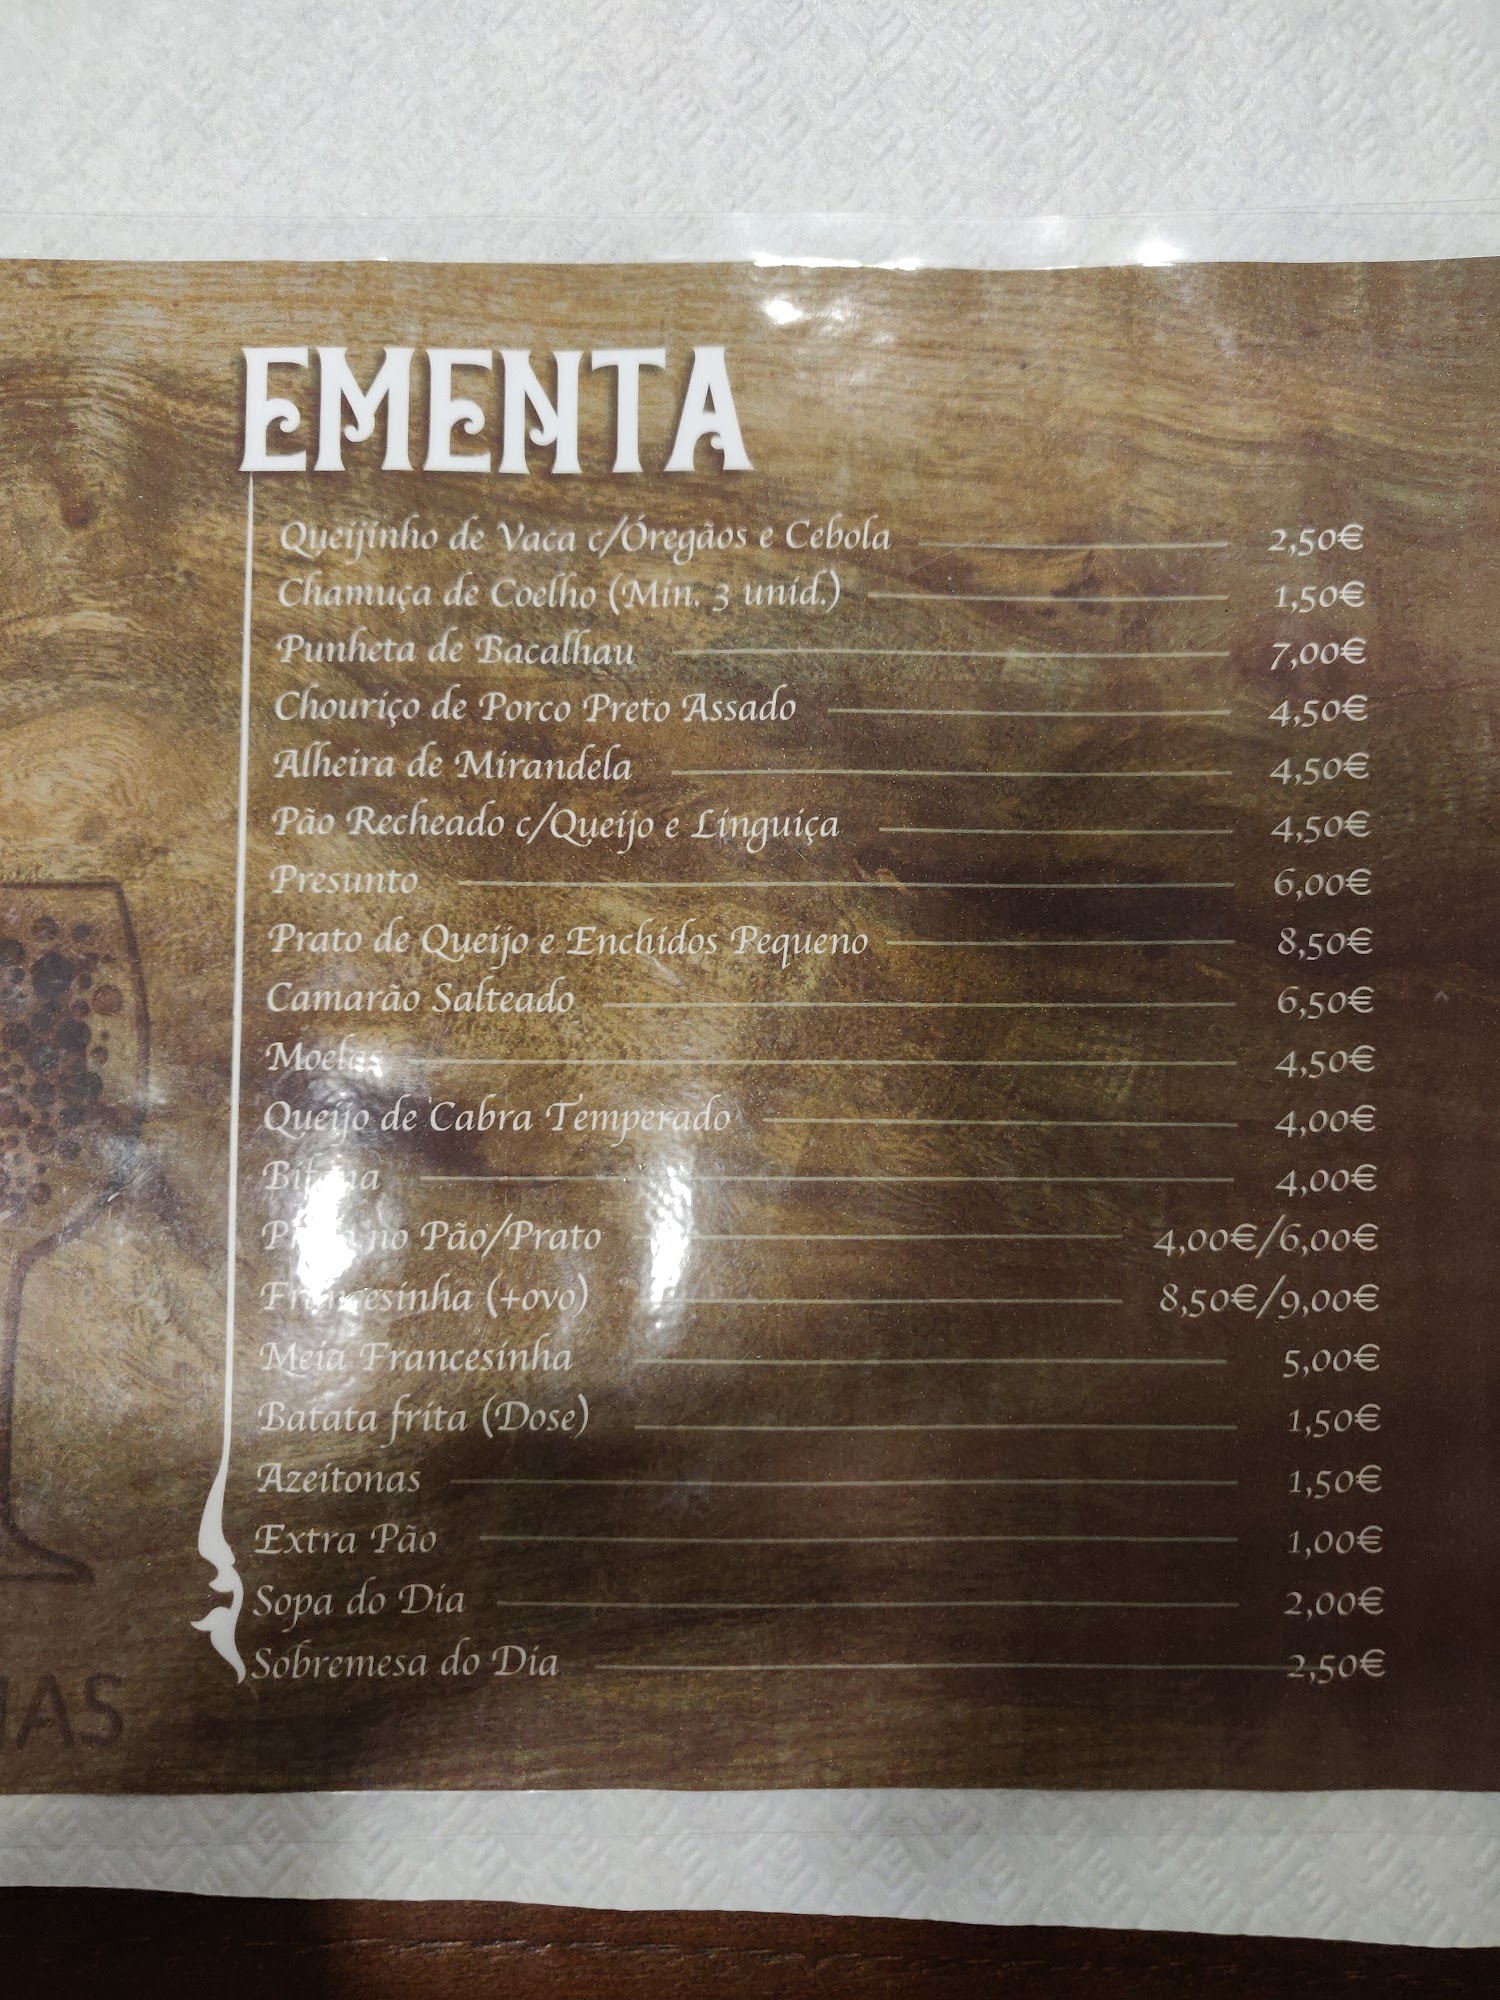 EMENTA
Queijinho de Vaca c/Óregãos e Cebola 2,50€
Chamuça de Coelho (Min. 3 unid.) 1,50€
Punheta de Bacalhau 7,00€
Chouriço de Porco Preto Assado 4,50€
Alheira de Mirandela 4,50€
Pão Recheado c/Queijo e Linguiça 4,50€
Presunto 6,00€
Prato de Queijo e Enchidos Pequeno 8,50€
Camarão Salteado 6,50€
Moelas 4,50€
Queijo de Cabra Temperado 4,00€
Bifana 4,00€
no Pão/Prato 4,00€/6,00€
Francesinha (+ovo) 8,50€/9,00€
Meia Francesinha 5,00€
Batata frita (Dose) 1,50€
Azeitonas 1,50€
Extra Pão 1,00€
Sopa do Dia 2,00€
Sobremesa do Dia 2,50€